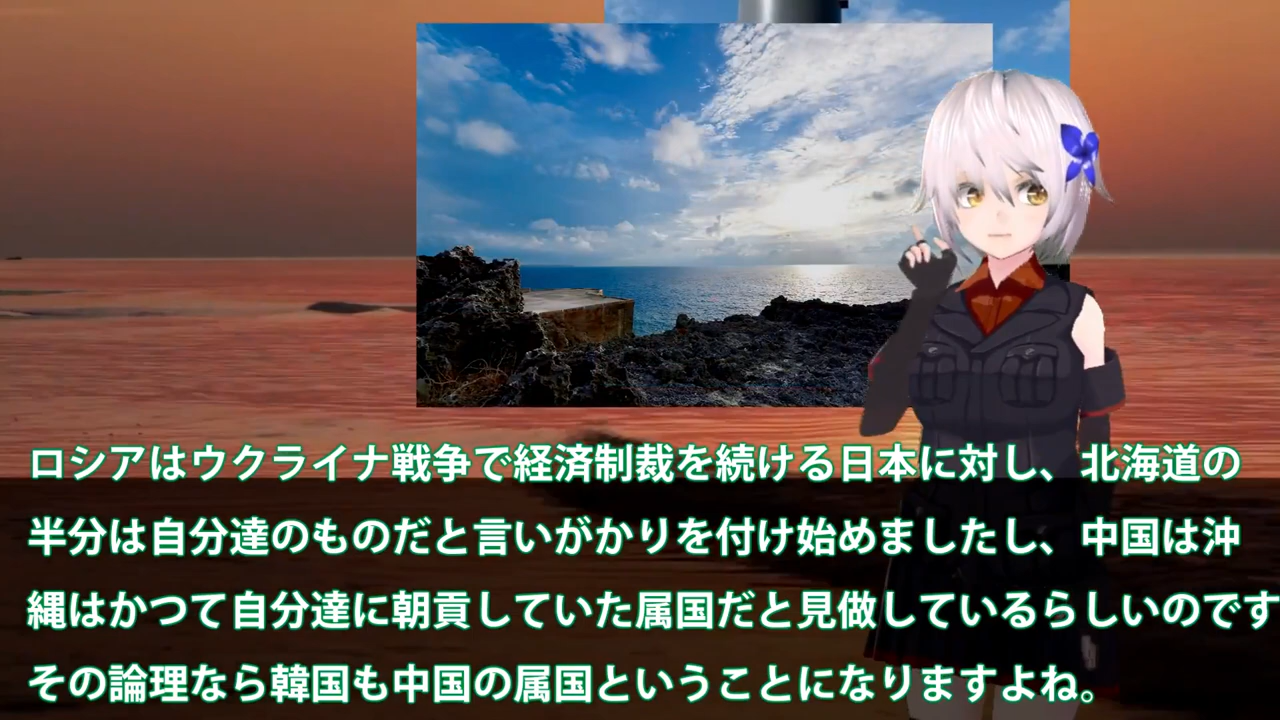 ロシアはウクライナ戦争で経済制裁を続ける日本に対し、北海道の
半分は自分達のものだと言いがかりを付け始めましたし、中国は沖
縄はかつて自分達に朝貢していた属国だと見做しているらしいのです
その論理なら韓国も中国の属国ということになりますよね。